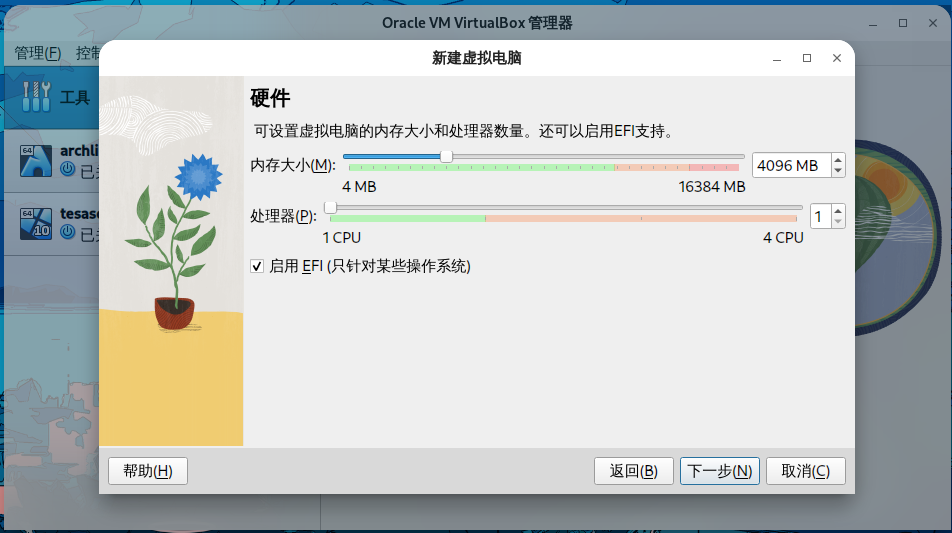 Oracle VM VirtualBox 管理器
管理(F) 控制
新建虚拟电脑
工具
64
archli
已
64
10
tesaso
已
硬件
可设置虚拟电脑的内存大小和处理器数量。还可以启用EFI支持。
内存大小(M):
4096 MB
4 MB
16384 MB
处理器(P):
1
1 CPU
4 CPU
启用 EFI (只针对某些操作系统)
帮助(H)
返回(B)
下一步(N)
取消(C)